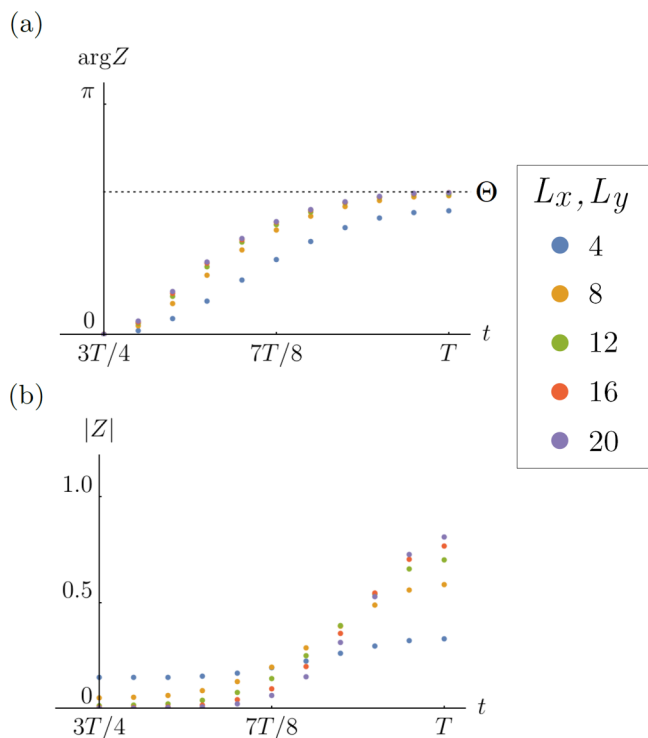 (a)
argZ
π
Θ
0
t
3T/4
7T/8
T
L_x, L_y
4
8
12
16
20
(b)
|Z|
1.0
0.5
0
t
3T/4
7T/8
T